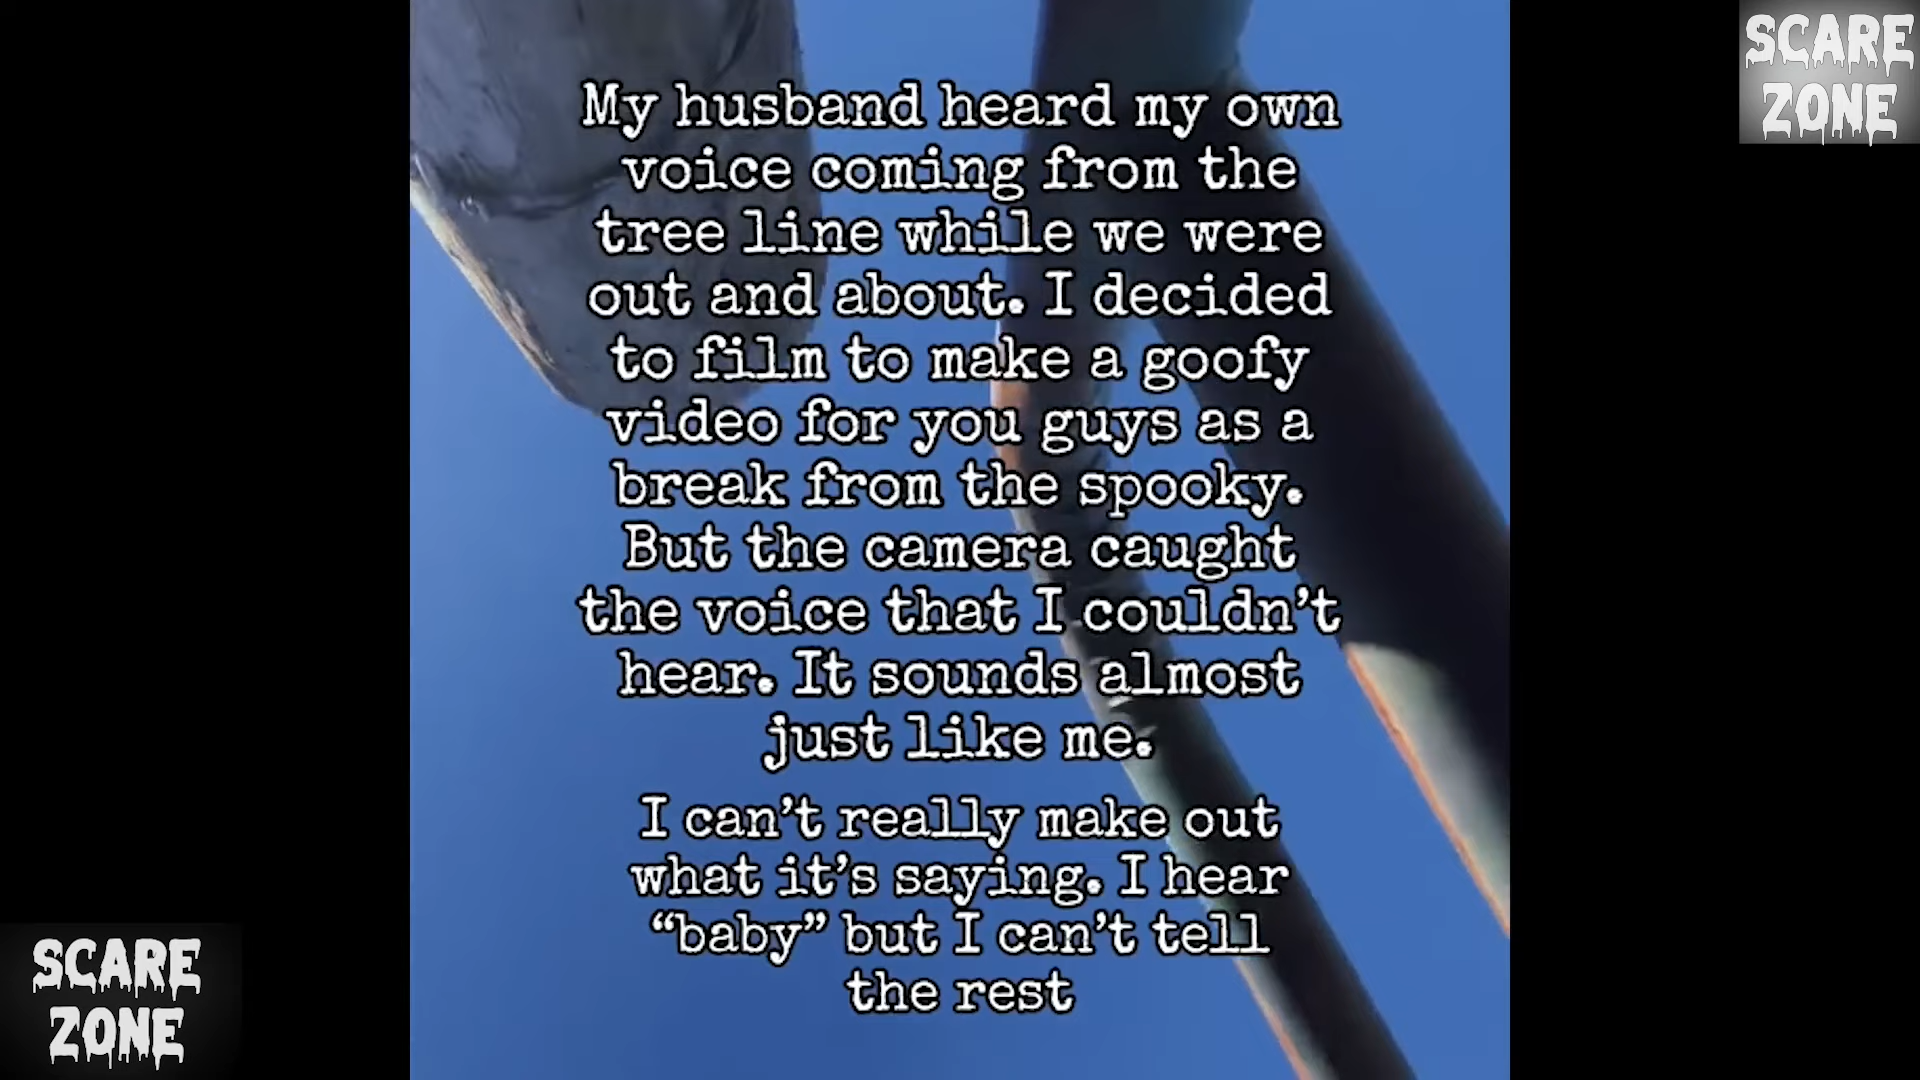 SCARE
ZONE
My husband heard my own
voice coming from the
tree line while we were
out and about. I decided
to film to make a goofy
video for you guys as a
break from the spooky.
But the camera caught
the voice that I couldn’t
hear. It sounds almost
just like me.
I can’t really make out
what it’s saying. I hear
“baby” but I can’t tell
the rest
SCARE
ZONE